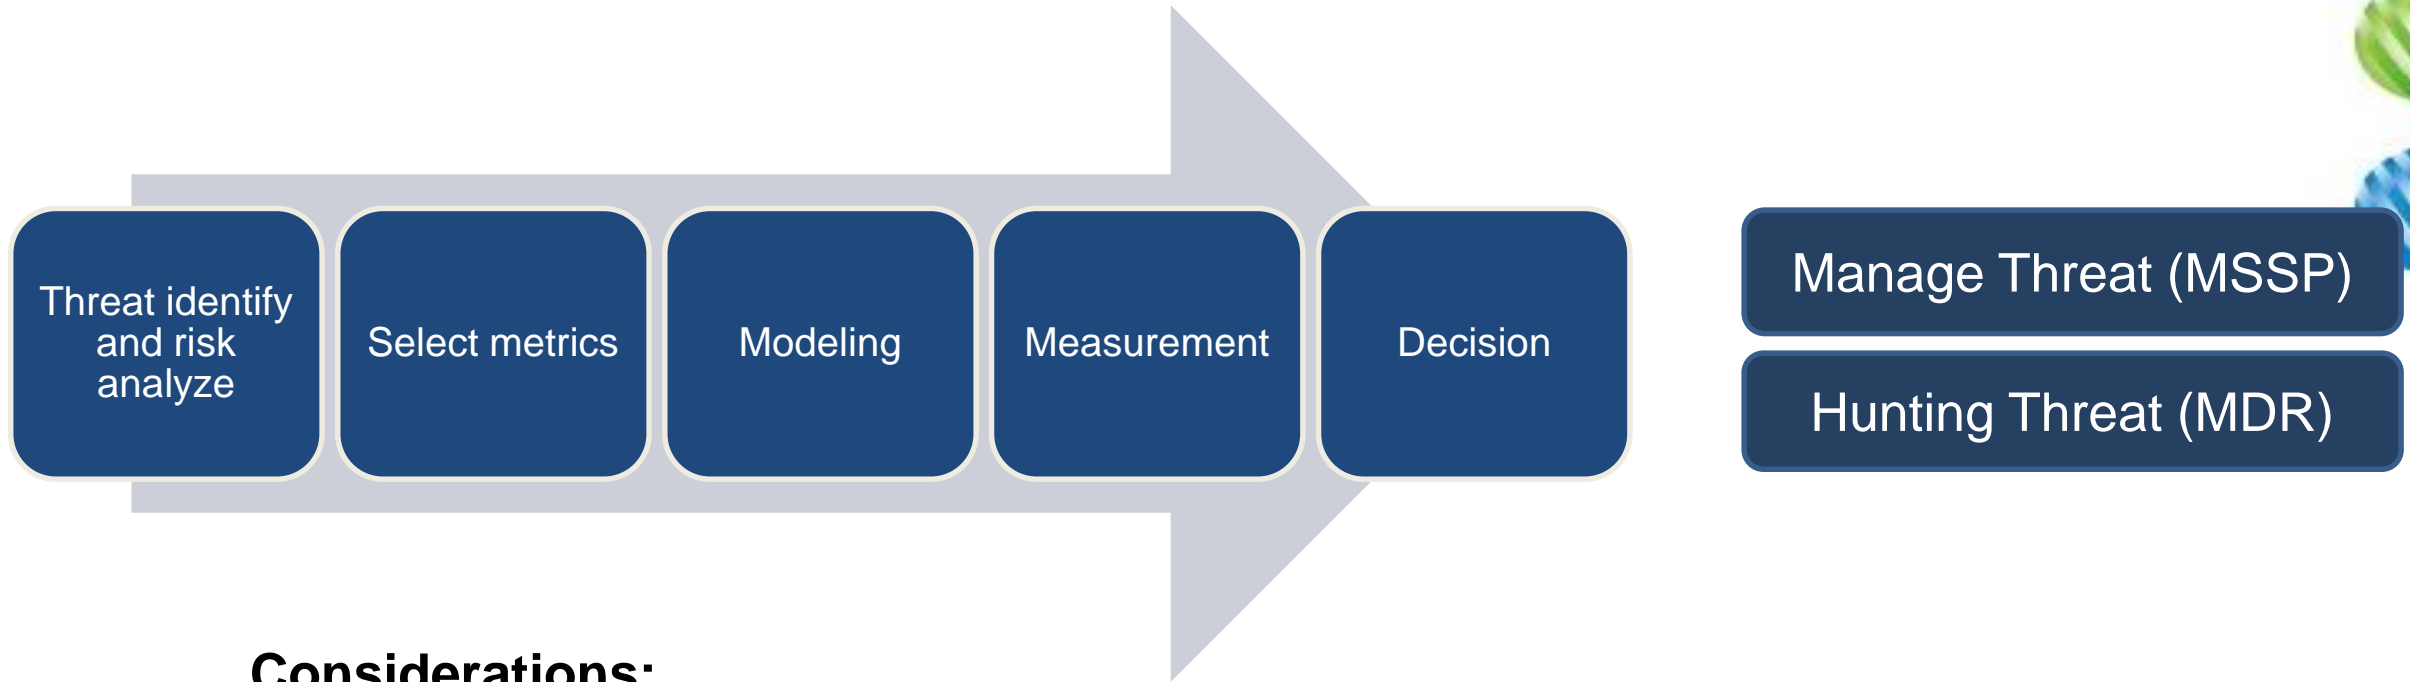 Threat identify
and risk
analyze
Select metrics
Modeling
Measurement
Decision
Manage Threat (MSSP)
Hunting Threat (MDR)
Considerations: